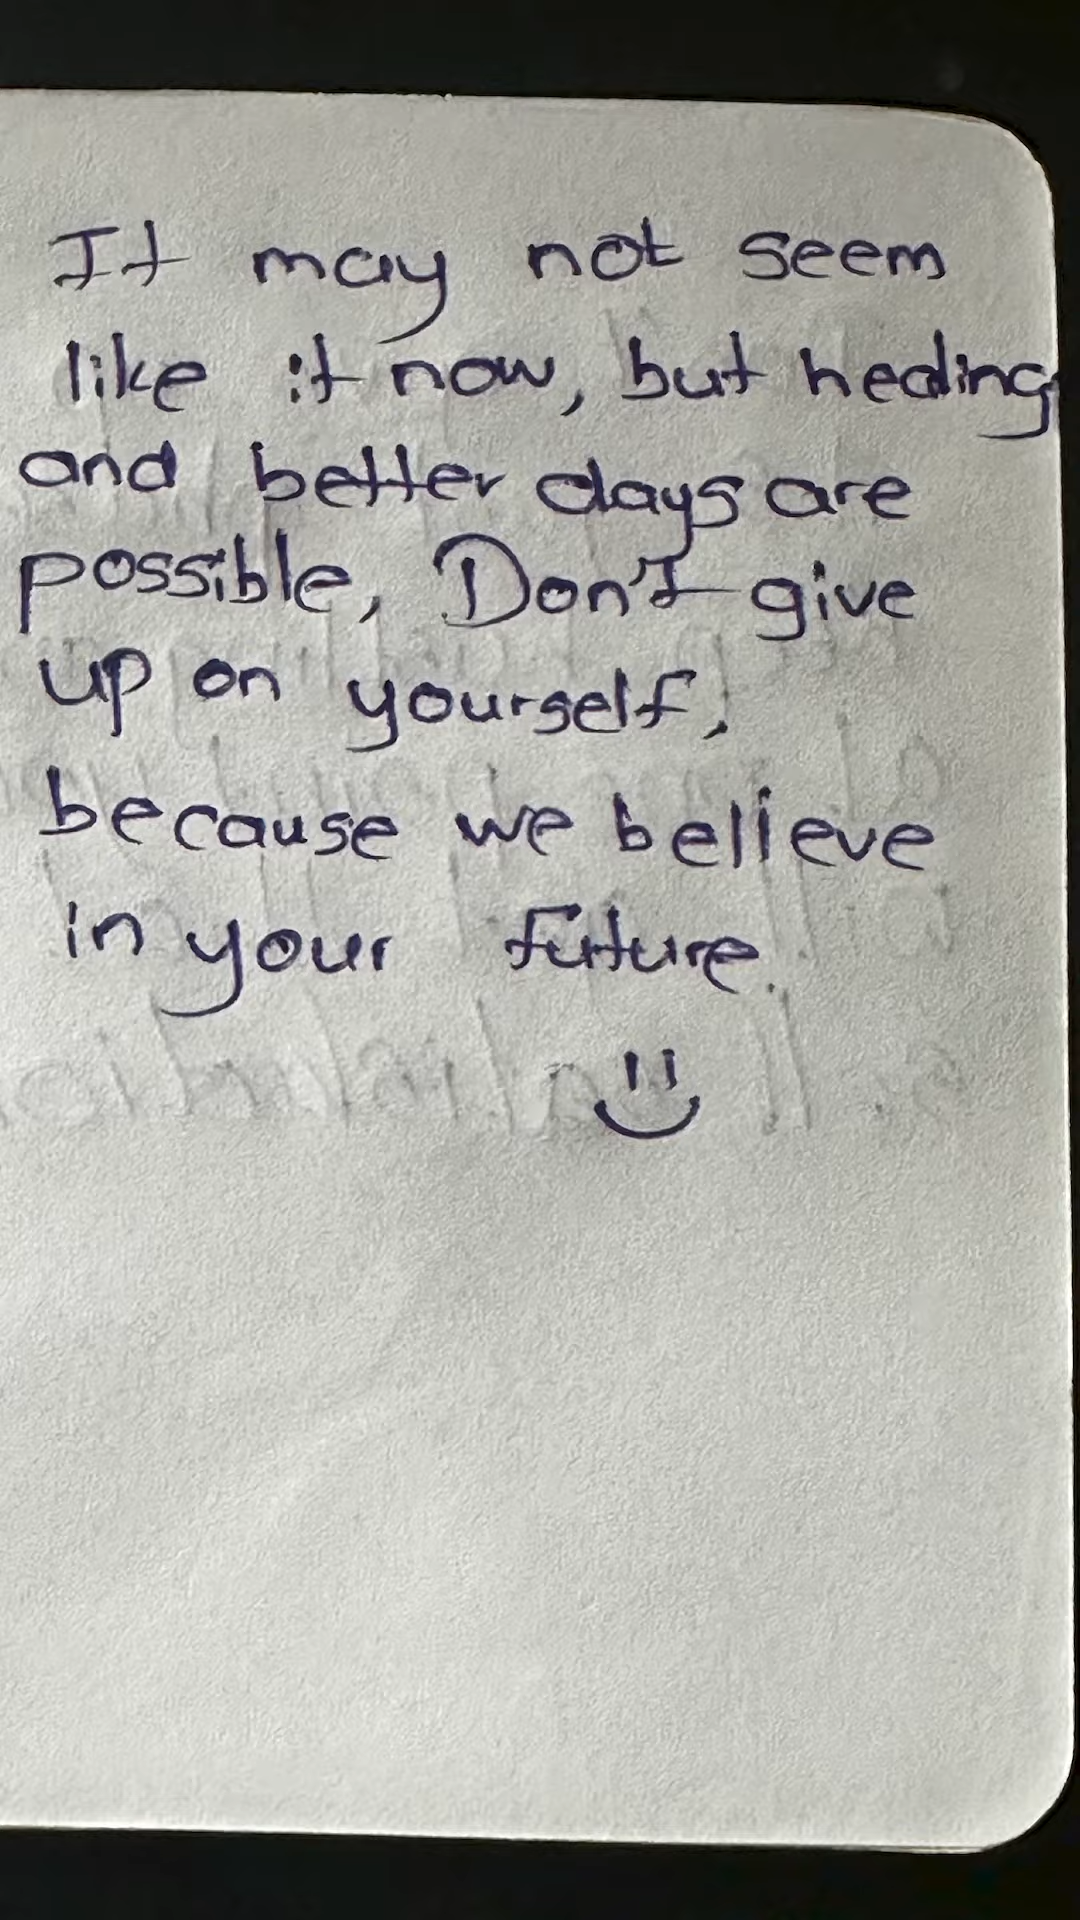 It may not seem
like it now, but healing
and better days are
possible, Don't give
up on yourself,
because we believe
in your future.